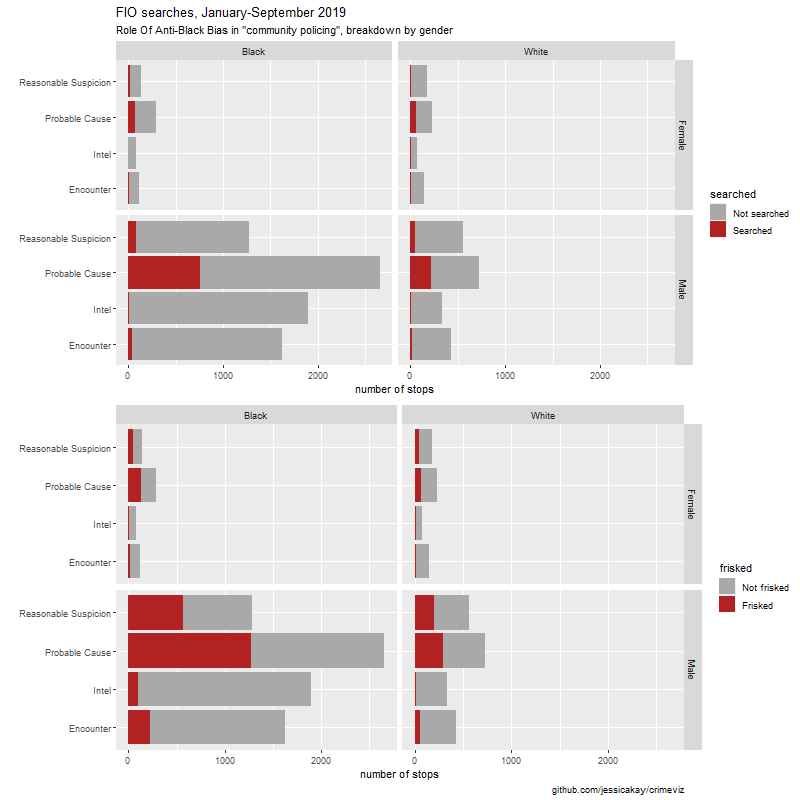 FIO searches, January-September 2019
Role Of Anti-Black Bias in "community policing", breakdown by gender
Black
White
Reasonable Suspicion
Probable Cause
Intel
Encounter
Female
Reasonable Suspicion
Probable Cause
Intel
Encounter
Male
0
1000
2000
0
1000
2000
number of stops
searched
Not searched
Searched
Black
White
Reasonable Suspicion
Probable Cause
Intel
Encounter
Female
Reasonable Suspicion
Probable Cause
Intel
Encounter
Male
0
1000
2000
0
1000
2000
number of stops
frisked
Not frisked
Frisked
github.com/jessicakay/crimeviz